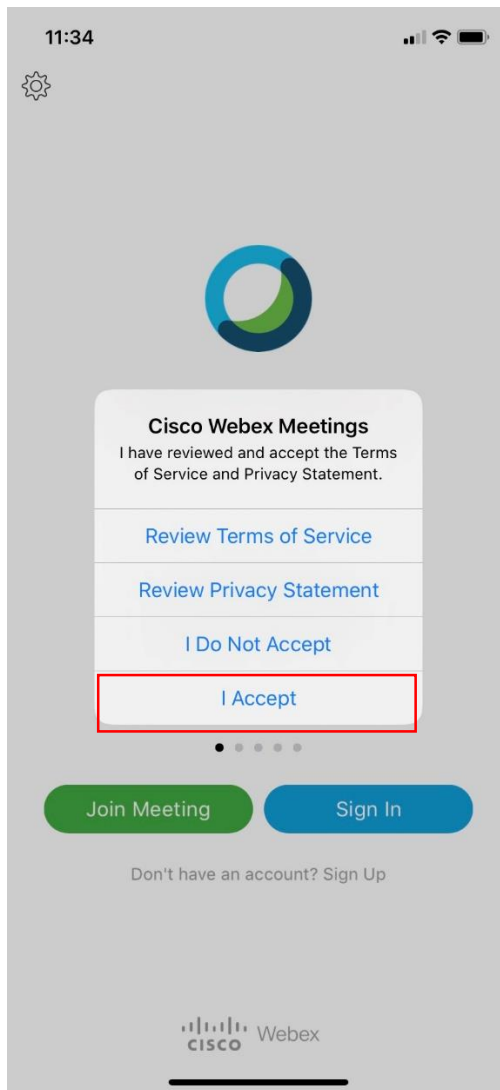 11:34
Cisco Webex Meetings
I have reviewed and accept the Terms
of Service and Privacy Statement.
Review Terms of Service
Review Privacy Statement
I Do Not Accept
I Accept
Join Meeting
Sign In
Don't have an account? Sign Up
CISCO Webex